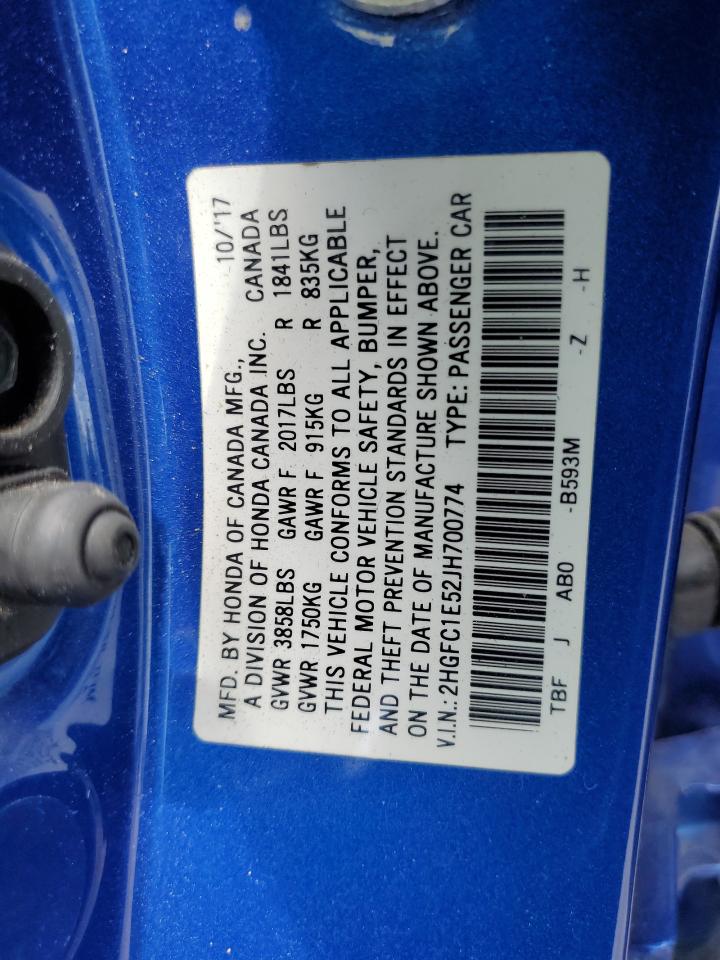 MFD. BY HONDA OF CANADA MFG., 10/'17
A DIVISION OF HONDA CANADA INC. CANADA
GVWR 3858LBS GAWR F 2017LBS R 1841LBS
GVWR 1750KG GAWR F 915KG R 835KG
THIS VEHICLE CONFORMS TO ALL APPLICABLE
FEDERAL MOTOR VEHICLE SAFETY, BUMPER,
AND THEFT PREVENTION STANDARDS IN EFFECT
ON THE DATE OF MANUFACTURE SHOWN ABOVE.
V.I.N.: 2HGFC1E52JH700774 TYPE: PASSENGER CAR
TBF J AB0 -B593M -Z -H